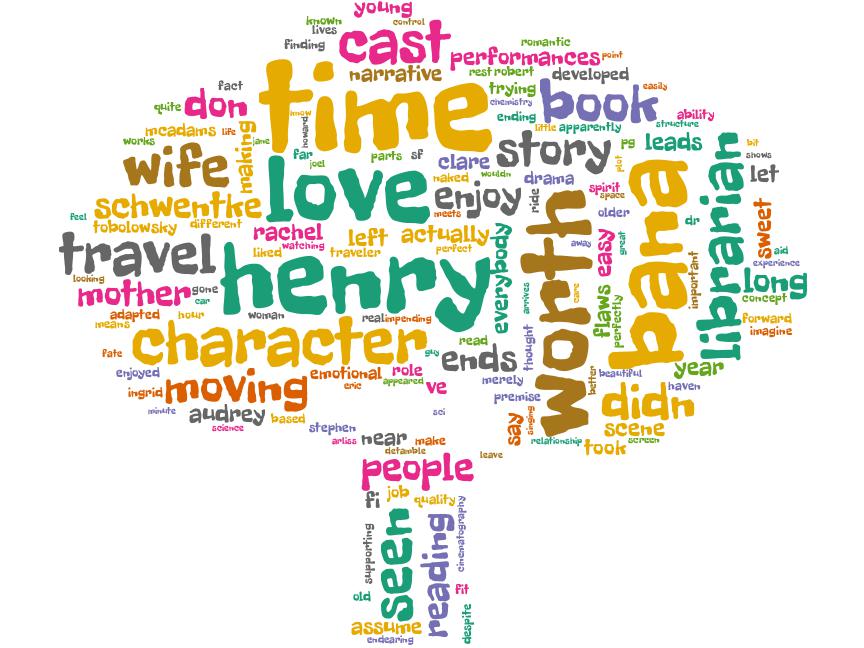 young
known
control
lives
finding
cast
romantic
performances
point
narrative
rest
robert
developed
fact
time
trying
chemistry
book
easily
quite
don
know
howard
ending
ability
mcadams
life
jane
little
apparently
structure
works
making
far
joel
parts
sf
clare
story
pg
leads
bit
wife
love
naked
wouldn
drama
plot
shows
enjoy
ride
spirit
space
let
schwentke
meets
older
bana
librarian
feel
tobolowsky
different
rachel
watching
left
actually
dr
sweet
travel
liked
traveler
perfect
everybody
worth
away
easy
great
aid
experience
looking
henry
important
long
mother
gone
car
arrives
care
flaws
perfectly
concept
adapted
hour
woman
real
impending
forward
means
imagine
character
read
thought
fate
guy
ends
year
enjoyed
emotional
role
merely
better
beautiful
haven
ingrid
moving
eric
appeared
ve
premise
didn
minute
audrey
based
sci
say
singing
science
stephen
scene
arliss
near
make
relationship
screen
detamble
leave
took
people
fi
job
quality
supporting
seen
reading
cinematography
old
fit
assume
despite
endearing